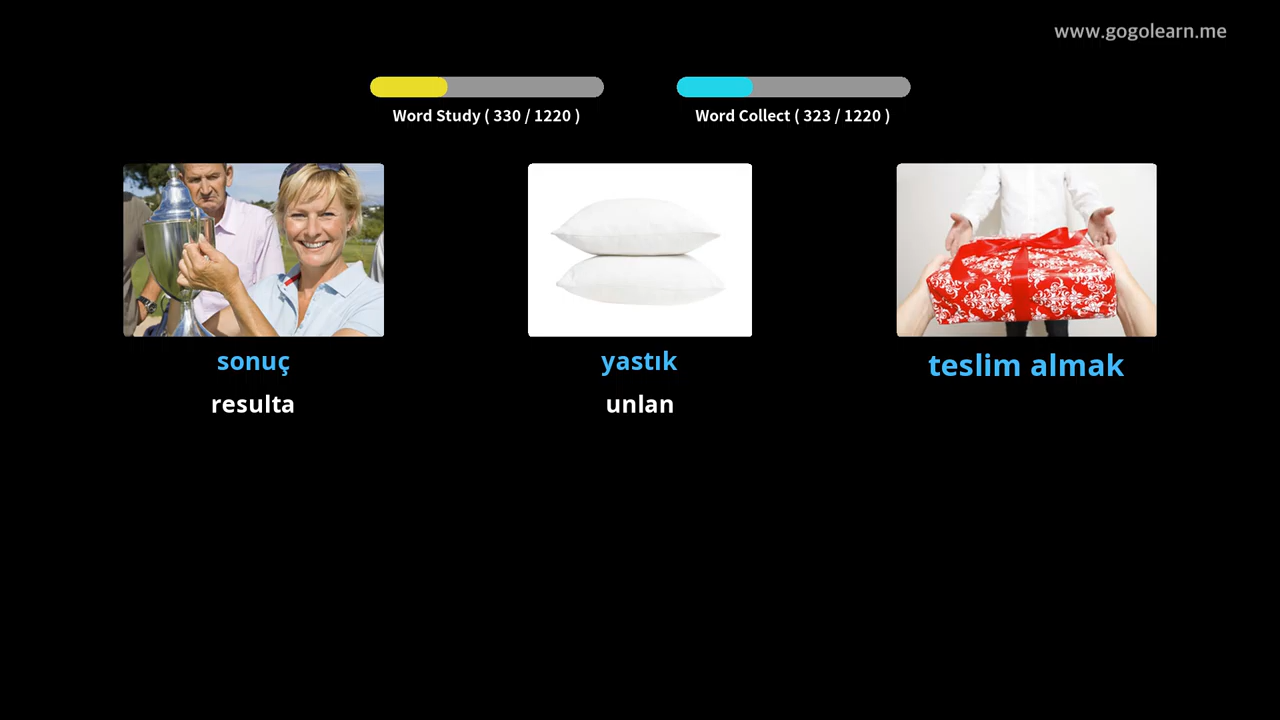 www.gogolearn.me
Word Study ( 330 / 1220 )
Word Collect ( 323 / 1220 )
sonuç
yastık
teslim almak
resulta
unlan